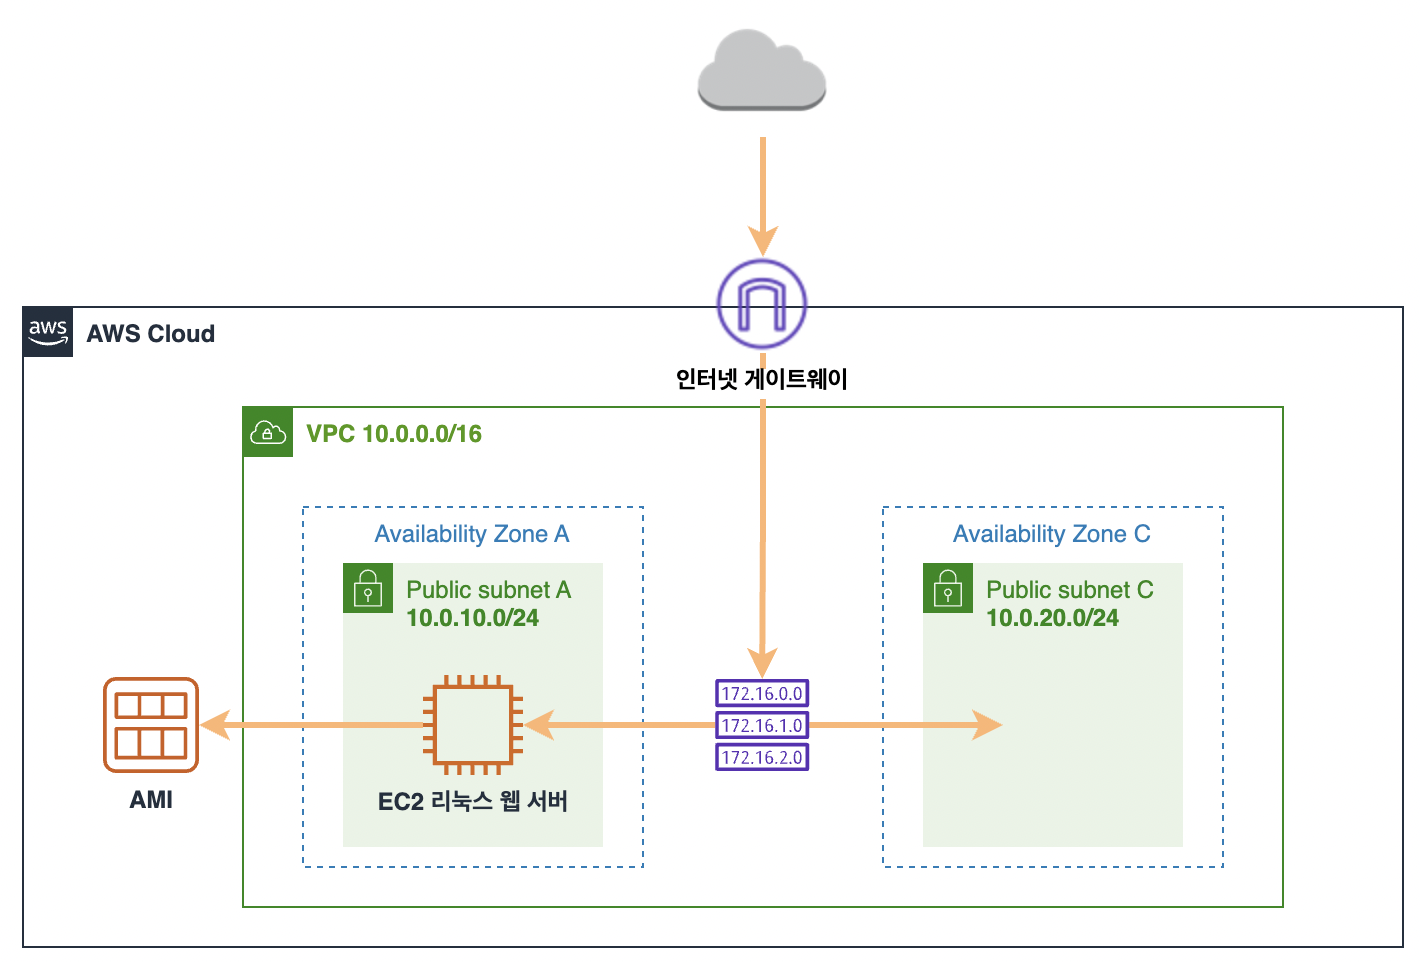 aws
AWS Cloud
인터넷 게이트웨이
VPC 10.0.0.0/16
Availability Zone A
Public subnet A
10.0.10.0/24
EC2 리눅스 웹 서버
AMI
172.16.0.0
172.16.1.0
172.16.2.0
Availability Zone C
Public subnet C
10.0.20.0/24